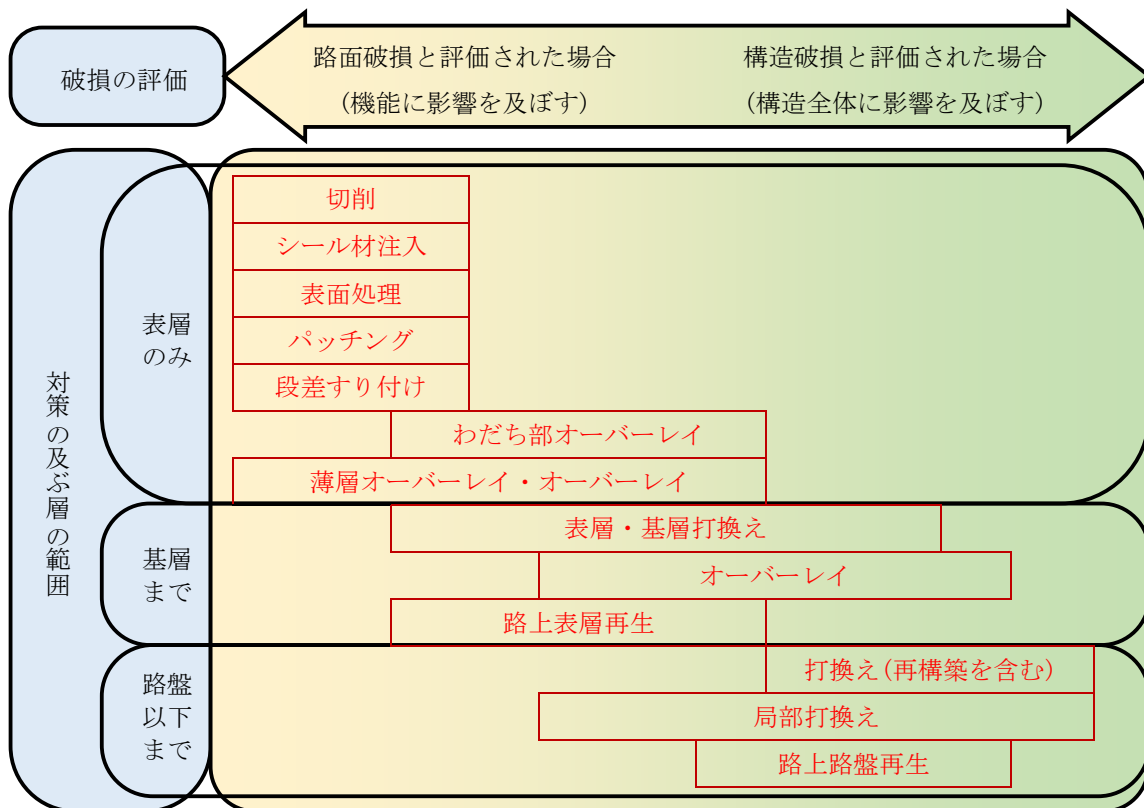 破損の評価
路面破損と評価された場合
(機能に影響を及ぼす)
構造破損と評価された場合
(構造全体に影響を及ぼす)
対策の及ぶ層の範囲
表層
のみ
切削
シール材注入
表面処理
パッチング
段差すり付け
わだち部オーバーレイ
薄層オーバーレイ・オーバーレイ
基層
まで
表層・基層打換え
オーバーレイ
路上表層再生
路盤
以下
まで
打換え(再構築を含む)
局部打換え
路上路盤再生